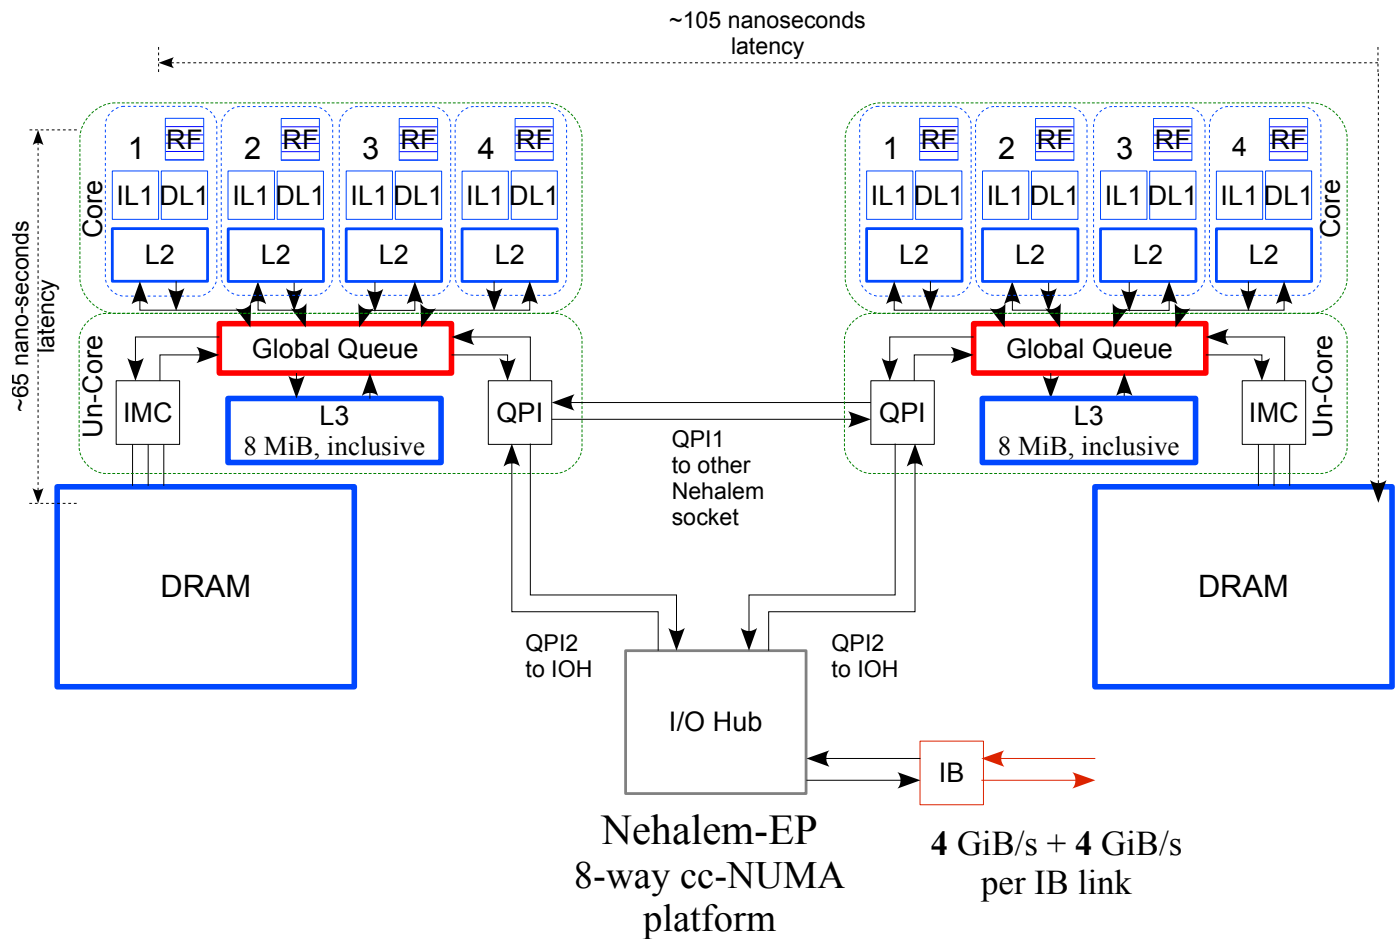 ~105 nanoseconds
latency
~65 nano-seconds
latency
Core
1 RF
IL1 DL1
L2
2 RF
IL1 DL1
L2
3 RF
IL1 DL1
L2
4 RF
IL1 DL1
L2
Un-Core
Global Queue
IMC
L3
8 MiB, inclusive
QPI
DRAM
1 RF
IL1 DL1
L2
2 RF
IL1 DL1
L2
3 RF
IL1 DL1
L2
4 RF
IL1 DL1
L2
Core
Global Queue
QPI
L3
8 MiB, inclusive
IMC
Un-Core
DRAM
QPI1
to other
Nehalem
socket
QPI2
to IOH
QPI2
to IOH
I/O Hub
IB
Nehalem-EP
8-way cc-NUMA
platform
4 GiB/s + 4 GiB/s
per IB link